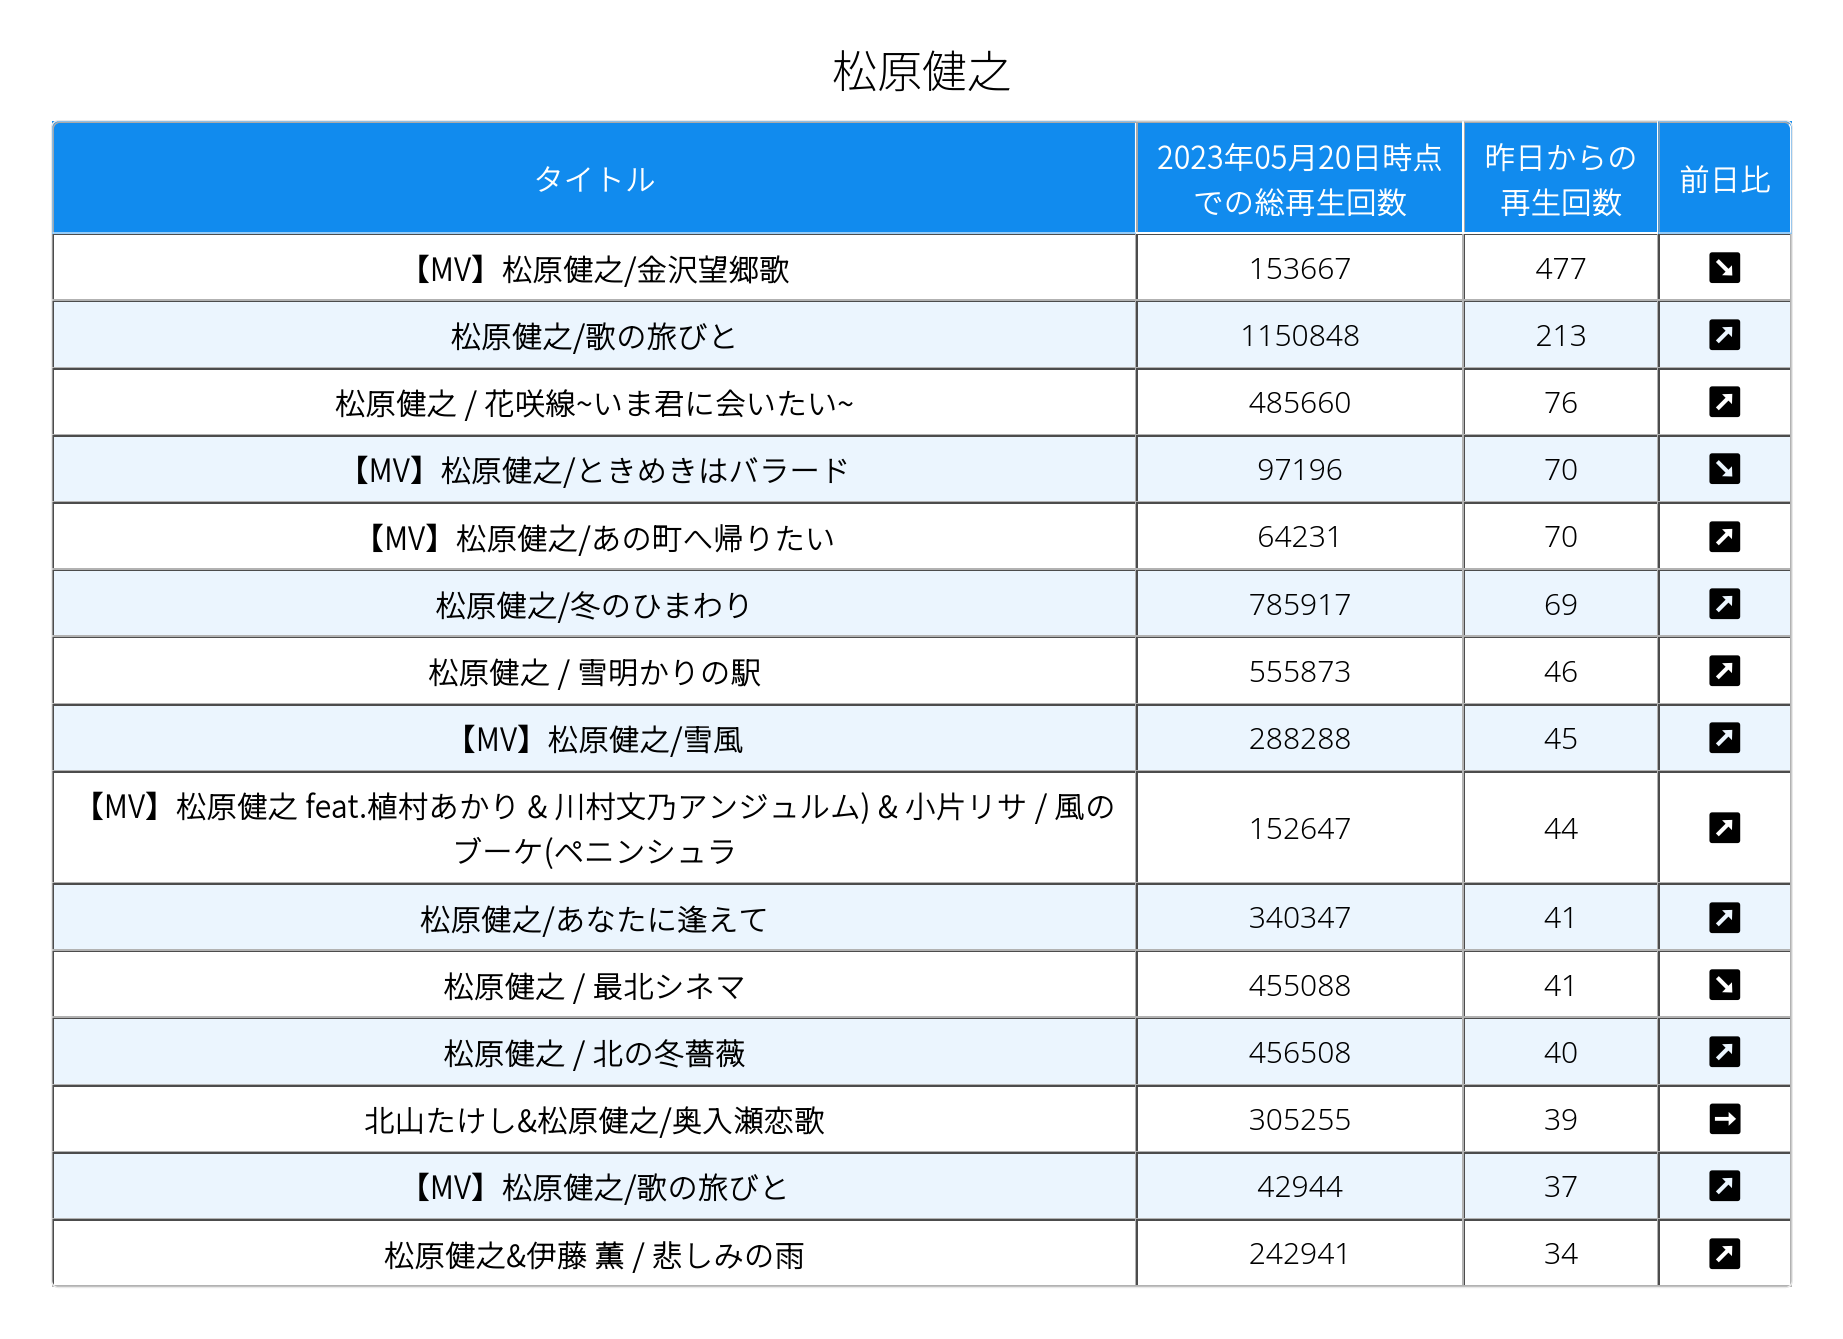 松原健之
タイトル
2023年05月20日時点
での総再生回数
昨日からの
再生回数
前日比
【MV】松原健之/金沢望郷歌 153667 477
松原健之/歌の旅びと 1150848 213
松原健之 / 花咲線~いま君に会いたい~ 485660 76
【MV】松原健之/ときめきはバラード 97196 70
【MV】松原健之/あの町へ帰りたい 64231 70
松原健之/冬のひまわり 785917 69
松原健之 / 雪明かりの駅 555873 46
【MV】松原健之/雪風 288288 45
【MV】松原健之 feat.植村あかり & 川村文乃アンジュルム) & 小片リサ / 風の
ブーケ(ペニンシュラ 152647 44
松原健之/あなたに逢えて 340347 41
松原健之 / 最北シネマ 455088 41
松原健之 / 北の冬薔薇 456508 40
北山たけし&松原健之/奥入瀬恋歌 305255 39
【MV】松原健之/歌の旅びと 42944 37
松原健之&伊藤 薫 / 悲しみの雨 242941 34